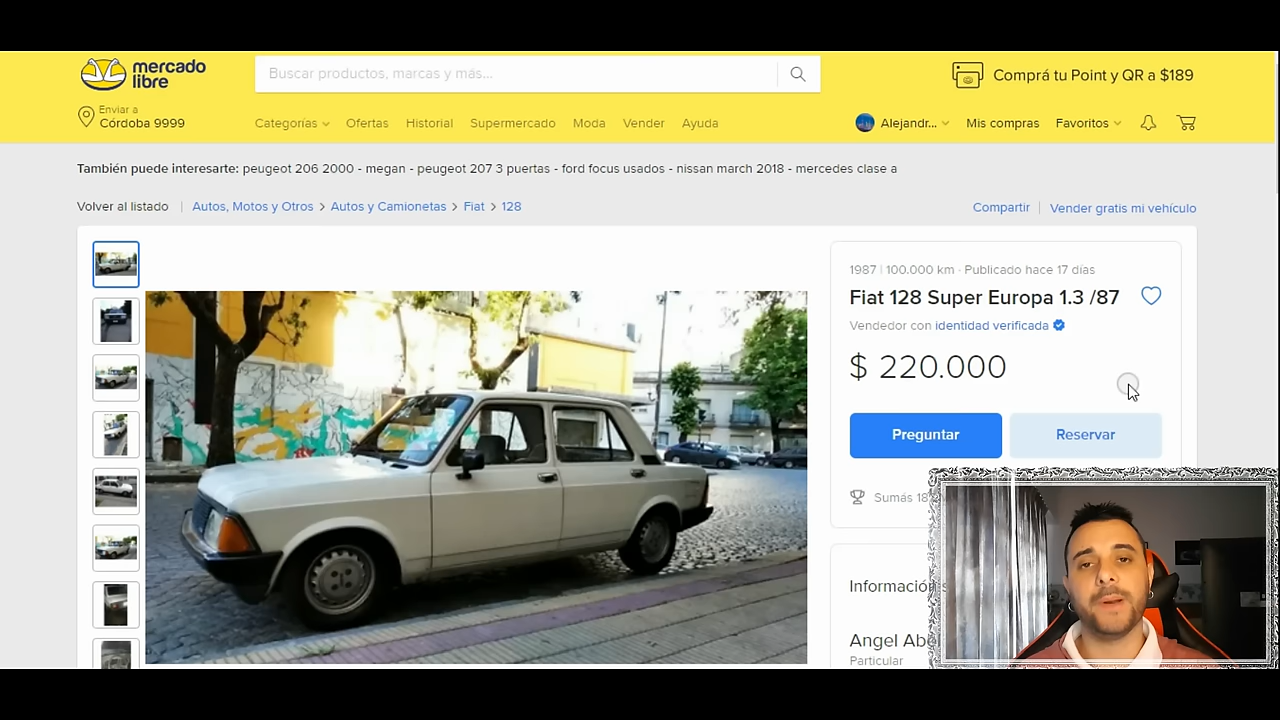 mercado
libre
Buscar productos, marcas y más...
Comprá tu Point y QR a $189
Enviar a
Córdoba 9999
Categorías
Ofertas
Historial
Supermercado
Moda
Vender
Ayuda
Alejandr...
Mis compras
Favoritos
También puede interesarte: peugeot 206 2000 - megan - peugeot 207 3 puertas - ford focus usados - nissan march 2018 - mercedes clase a
Volver al listado | Autos, Motos y Otros > Autos y Camionetas > Fiat > 128
Compartir | Vender gratis mi vehículo
1987 | 100.000 km · Publicado hace 17 días
Fiat 128 Super Europa 1.3 /87
Vendedor con identidad verificada
$ 220.000
Preguntar
Reservar
Sumás
Información
Angel
Particular